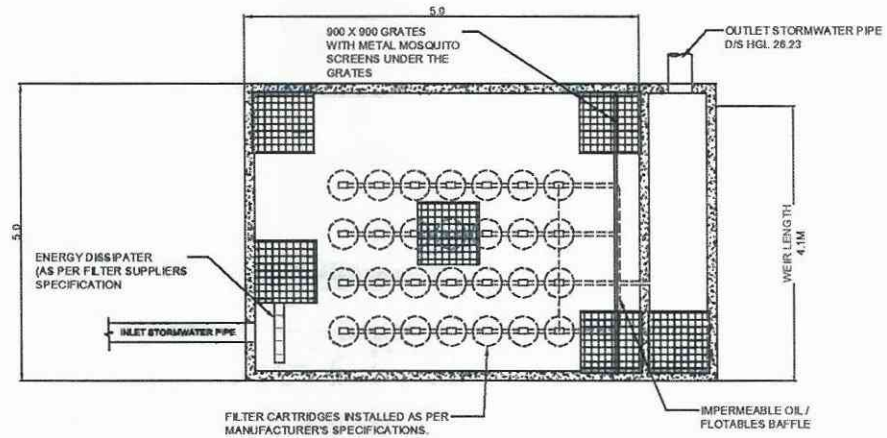 5.0
900 X 900 GRATES
WITH METAL MOSQUITO
SCREENS UNDER THE
GRATES
OUTLET STORMWATER PIPE
D/S HGL 26.23
5.0
WEIR LENGTH
4.1M
ENERGY DISSIPATER
(AS PER FILTER SUPPLIERS
SPECIFICATION
INLET STORMWATER PIPE
FILTER CARTRIDGES INSTALLED AS PER
MANUFACTURER'S SPECIFICATIONS.
IMPERMEABLE OIL /
FLOTABLES BAFFLE